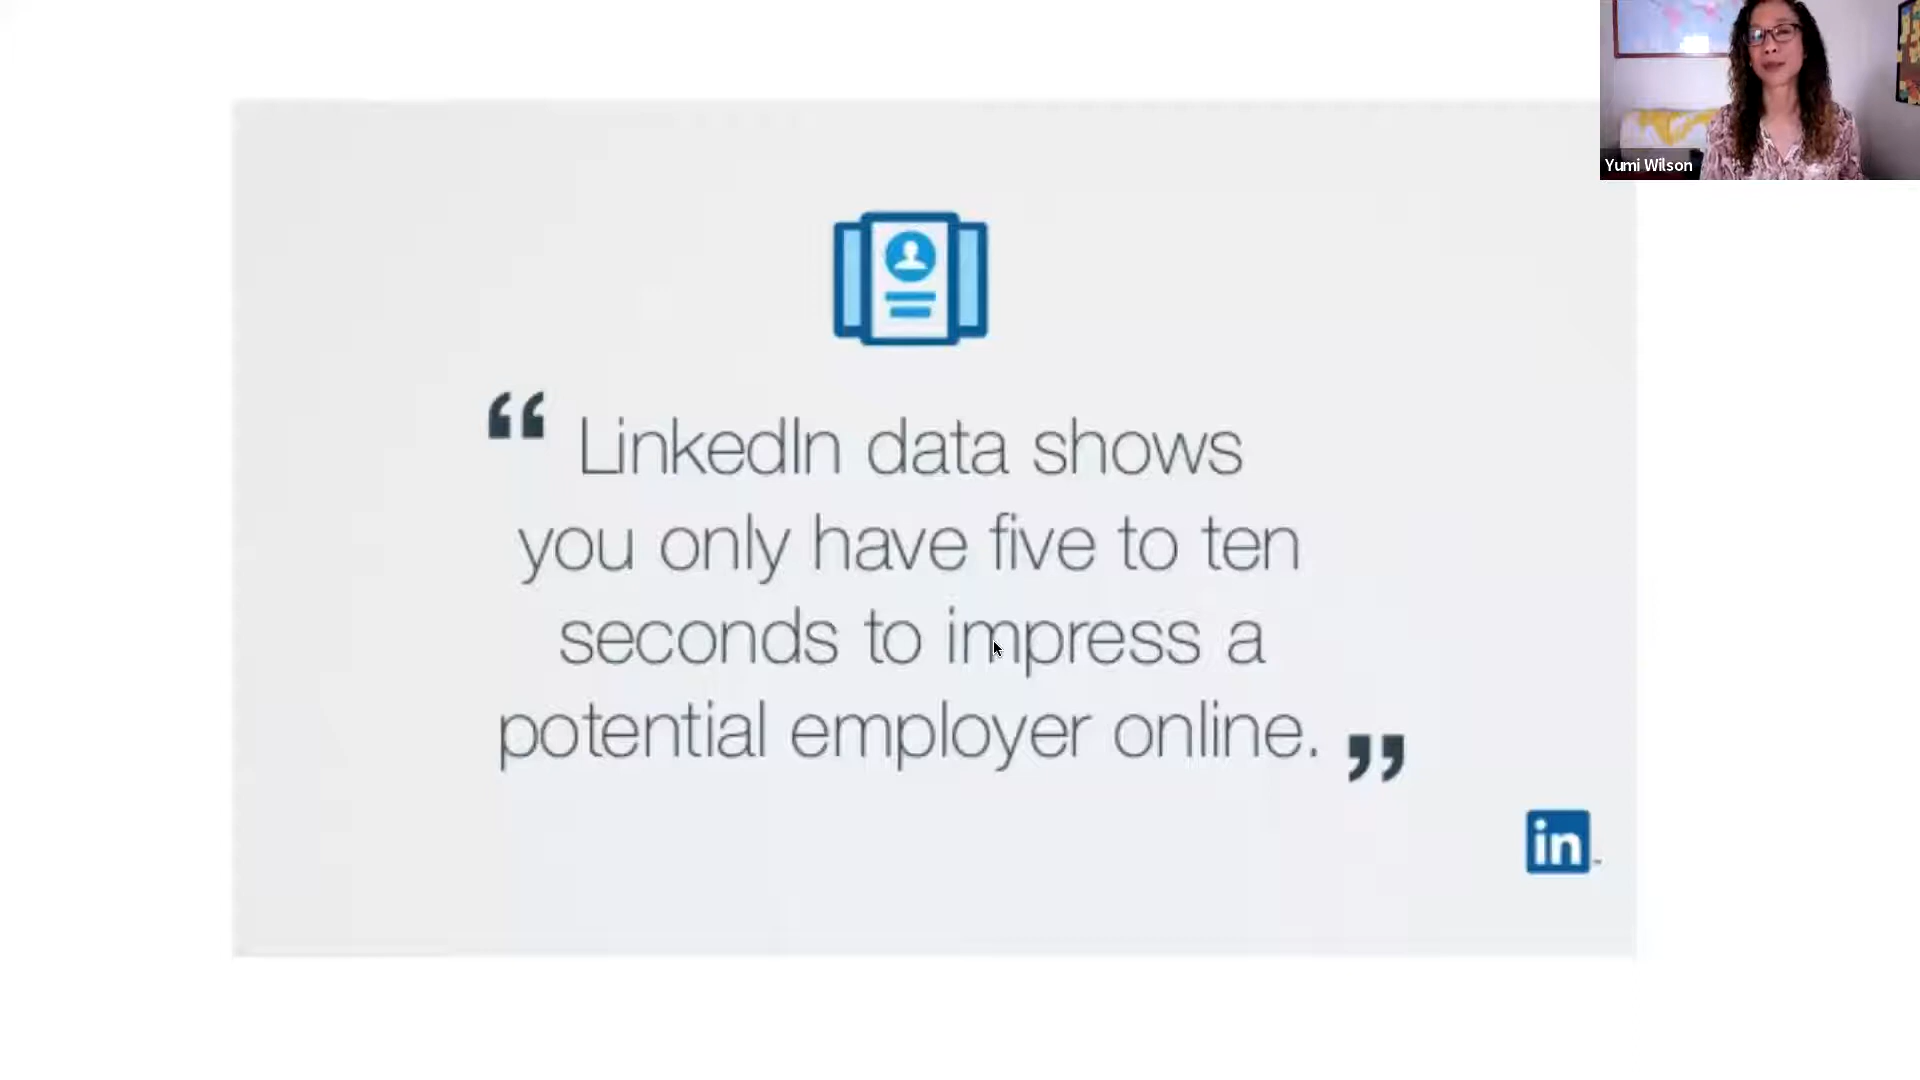 Yumi Wilson
“ LinkedIn data shows
you only have five to ten
seconds to impress a
potential employer online. ”
in